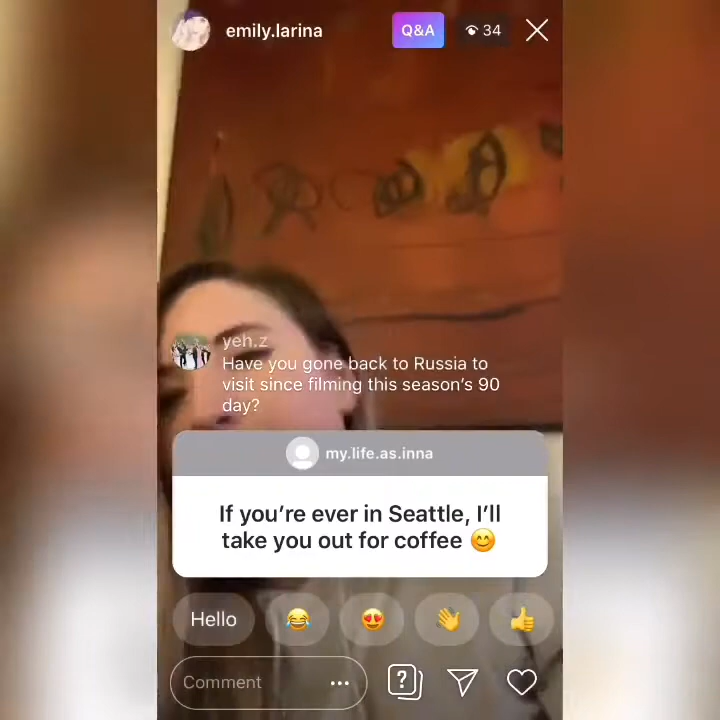 emily.larina
Q&A
34
yeh.z
Have you gone back to Russia to
visit since filming this season's 90
day?
my.life.as.inna
If you're ever in Seattle, I'll
take you out for coffee 😊
Hello
Comment